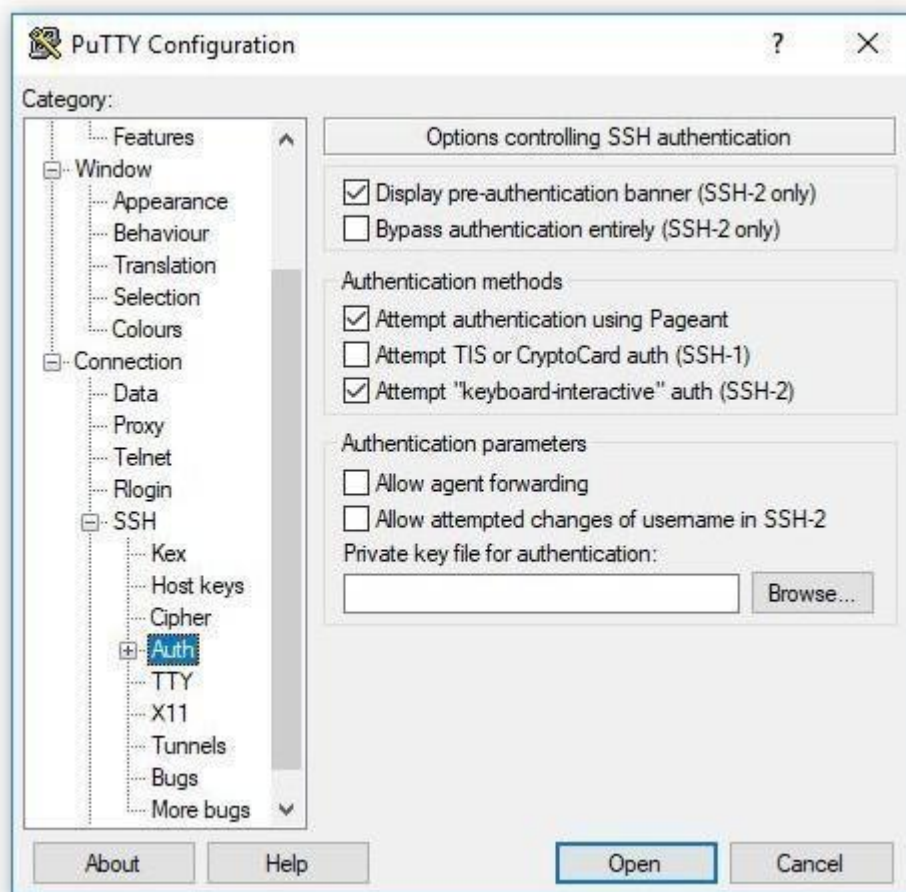 PuTTY Configuration
?
Category:
Features
Window
Appearance
Behaviour
Translation
Selection
Colours
Connection
Data
Proxy
Telnet
Rlogin
SSH
Kex
Host keys
Cipher
Auth
TTY
X11
Tunnels
Bugs
More bugs
Options controlling SSH authentication
Display pre-authentication banner (SSH-2 only)
Bypass authentication entirely (SSH-2 only)
Authentication methods
Attempt authentication using Pageant
Attempt TIS or CryptoCard auth (SSH-1)
Attempt "keyboard-interactive" auth (SSH-2)
Authentication parameters
Allow agent forwarding
Allow attempted changes of username in SSH-2
Private key file for authentication:
Browse...
About
Help
Open
Cancel